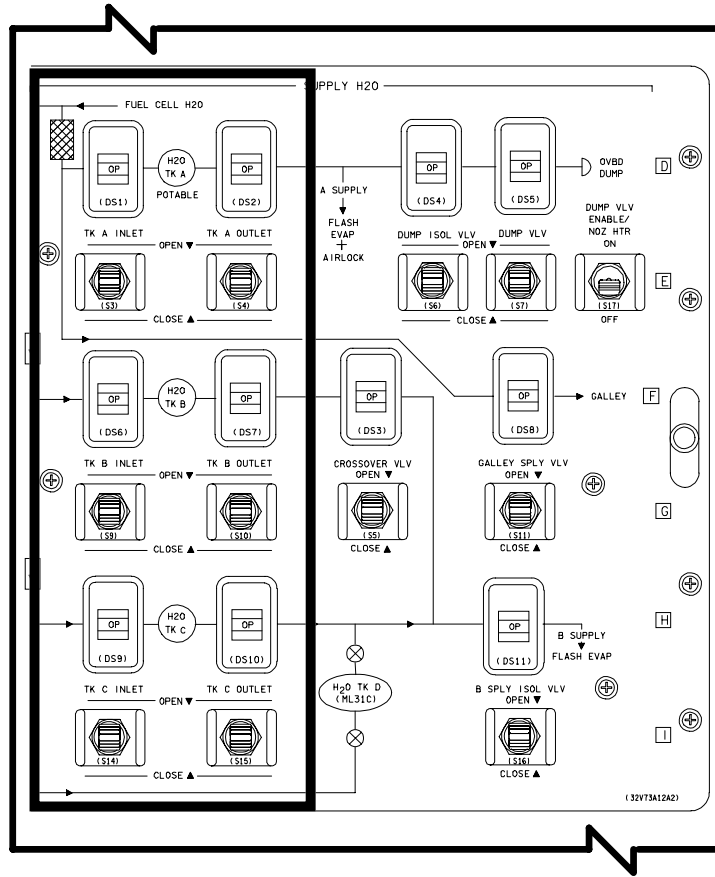 SUPPLY H2O
FUEL CELL H2O
OP
(DS1)
H2O
TK A
POTABLE
OP
(DS2)
A SUPPLY
FLASH
EVAP
+
AIRLOCK
OP
(DS4)
OP
(DS5)
OVBD
DUMP
D
TK A INLET
TK A OUTLET
OPEN ▼
(S3)
(S4)
CLOSE ▲
DUMP ISOL VLV
DUMP VLV
OPEN ▼
(S6)
(S7)
CLOSE ▲
DUMP VLV
ENABLE/
NOZ HTR
ON
(S17)
OFF
E
OP
(DS6)
H2O
TK B
OP
(DS7)
OP
(DS3)
OP
(DS8)
GALLEY
F
TK B INLET
TK B OUTLET
OPEN ▼
(S9)
(S10)
CLOSE ▲
CROSSOVER VLV
OPEN ▼
(S5)
CLOSE ▲
GALLEY SPLY VLV
OPEN ▼
(S11)
CLOSE ▲
G
OP
(DS9)
H2O
TK C
OP
(DS10)
OP
(DS11)
B SUPPLY
FLASH EVAP
H
TK C INLET
TK C OUTLET
OPEN ▼
(S14)
(S15)
CLOSE ▲
H2O TK D
(ML31C)
B SPLY ISOL VLV
OPEN ▼
(S16)
CLOSE ▲
I
(32V73A12A2)